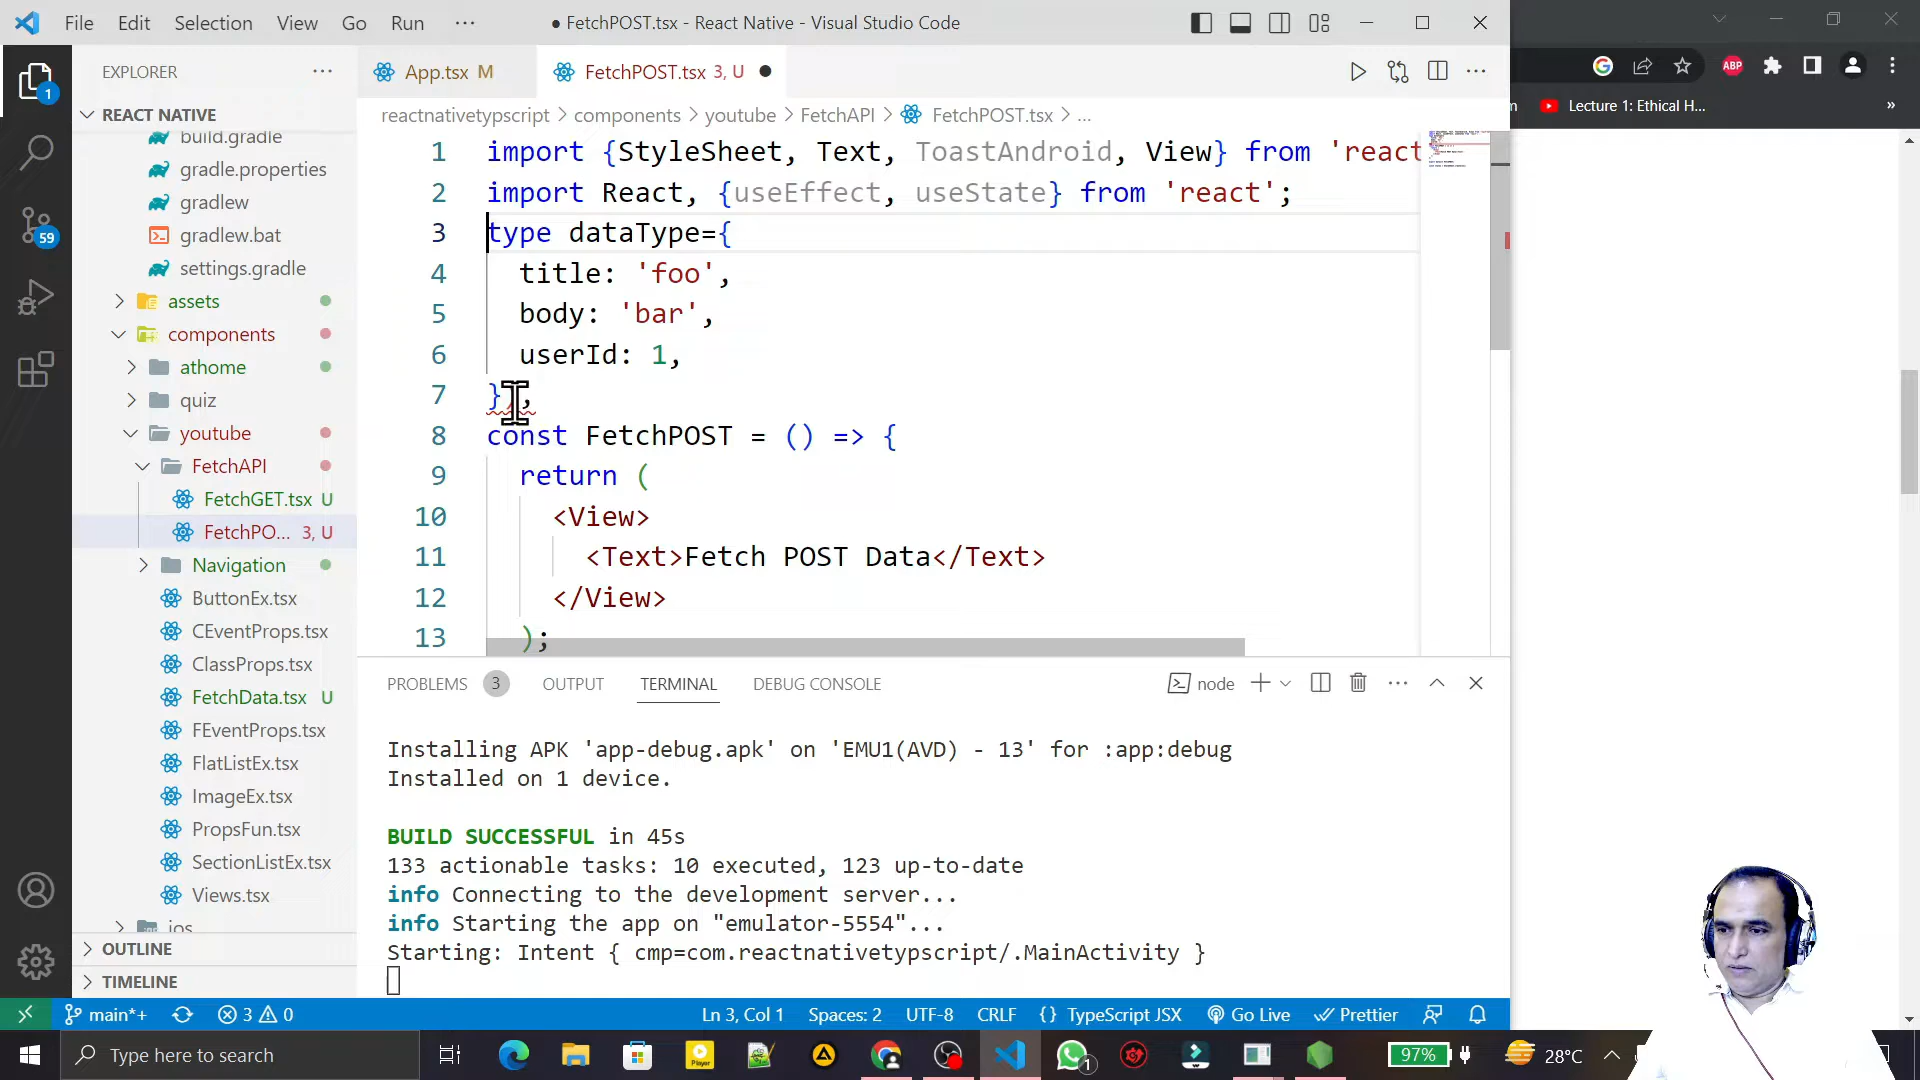 File Edit Selection View Go Run ··· ● FetchPOST.tsx - React Native - Visual Studio Code
EXPLORER ···
App.tsx M
FetchPOST.tsx 3, U ●
ABP
Lecture 1: Ethical H... »
REACT NATIVE
reactnativetypscript > components > youtube > FetchAPI > FetchPOST.tsx > ...
build.gradle
gradle.properties
gradlew
gradlew.bat
settings.gradle
assets
components
athome
quiz
youtube
FetchAPI
FetchGET.tsx U
FetchPO... 3, U
Navigation
ButtonEx.tsx
CEventProps.tsx
ClassProps.tsx
FetchData.tsx U
FEventProps.tsx
FlatListEx.tsx
ImageEx.tsx
PropsFun.tsx
SectionListEx.tsx
Views.tsx
ios
OUTLINE
TIMELINE
1
59
1 import {StyleSheet, Text, ToastAndroid, View} from 'react
2 import React, {useEffect, useState} from 'react';
3 type dataType={
4 title: 'foo',
5 body: 'bar',
6 userId: 1,
7 }
8 const FetchPOST = () => {
9 return (
10 <View>
11 <Text>Fetch POST Data</Text>
12 </View>
13 );
PROBLEMS 3 OUTPUT TERMINAL DEBUG CONSOLE node
Installing APK 'app-debug.apk' on 'EMU1(AVD) - 13' for :app:debug
Installed on 1 device.
BUILD SUCCESSFUL in 45s
133 actionable tasks: 10 executed, 123 up-to-date
info Connecting to the development server...
info Starting the app on "emulator-5554"...
Starting: Intent { cmp=com.reactnativetypscript/.MainActivity }
main*+ 3 0 Ln 3, Col 1 Spaces: 2 UTF-8 CRLF {} TypeScript JSX Go Live Prettier
Type here to search Player 1 97% 28°C